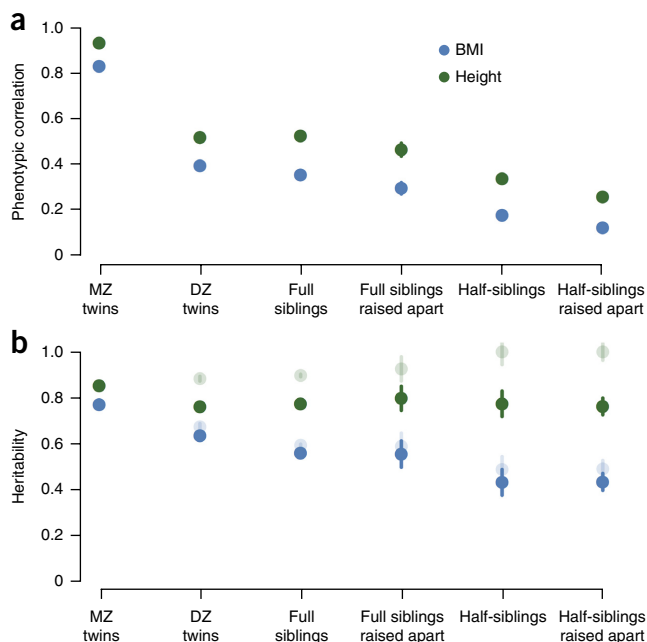 a
BMI
Height
Phenotypic correlation
1.0
0.8
0.6
0.4
0.2
0
MZ
twins
DZ
twins
Full
siblings
Full siblings
raised apart
Half-siblings
Half-siblings
raised apart
b
Heritability
1.0
0.8
0.6
0.4
0.2
0
MZ
twins
DZ
twins
Full
siblings
Full siblings
raised apart
Half-siblings
Half-siblings
raised apart